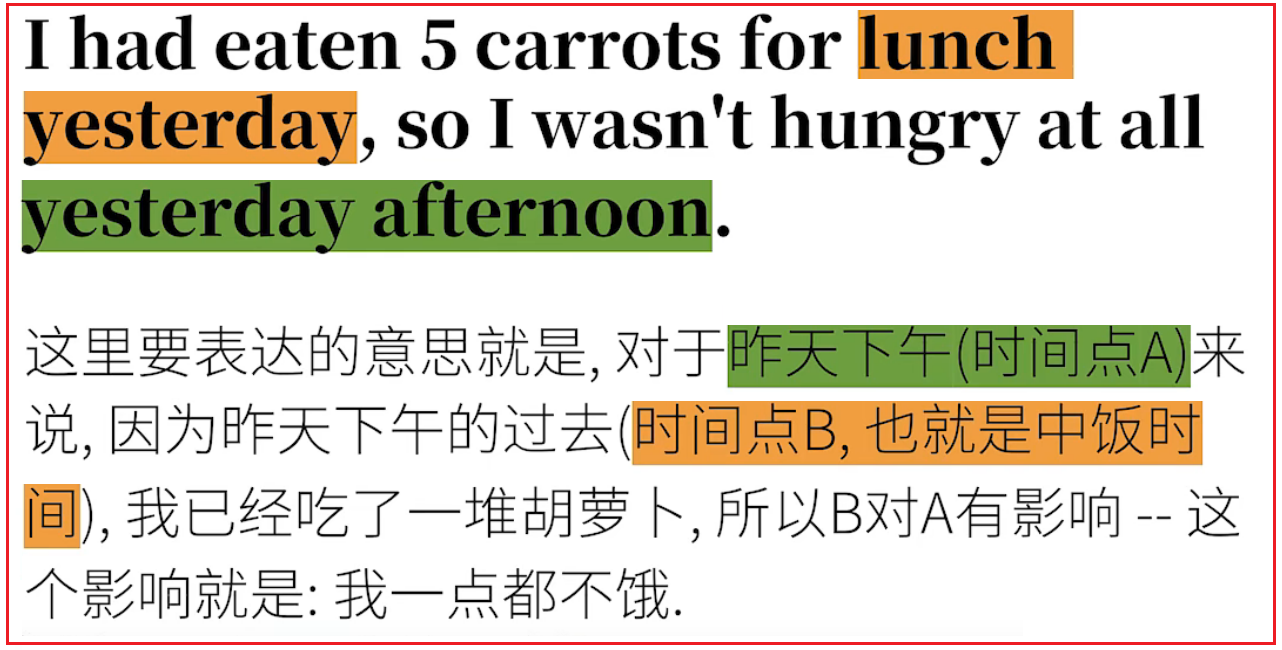 I had eaten 5 carrots for lunch
yesterday, so I wasn't hungry at all
yesterday afternoon.
这里要表达的意思就是, 对于昨天下午(时间点A)来
说, 因为昨天下午的过去(时间点B, 也就是中饭时
间), 我已经吃了一堆胡萝卜, 所以B对A有影响 -- 这
个影响就是: 我一点都不饿.